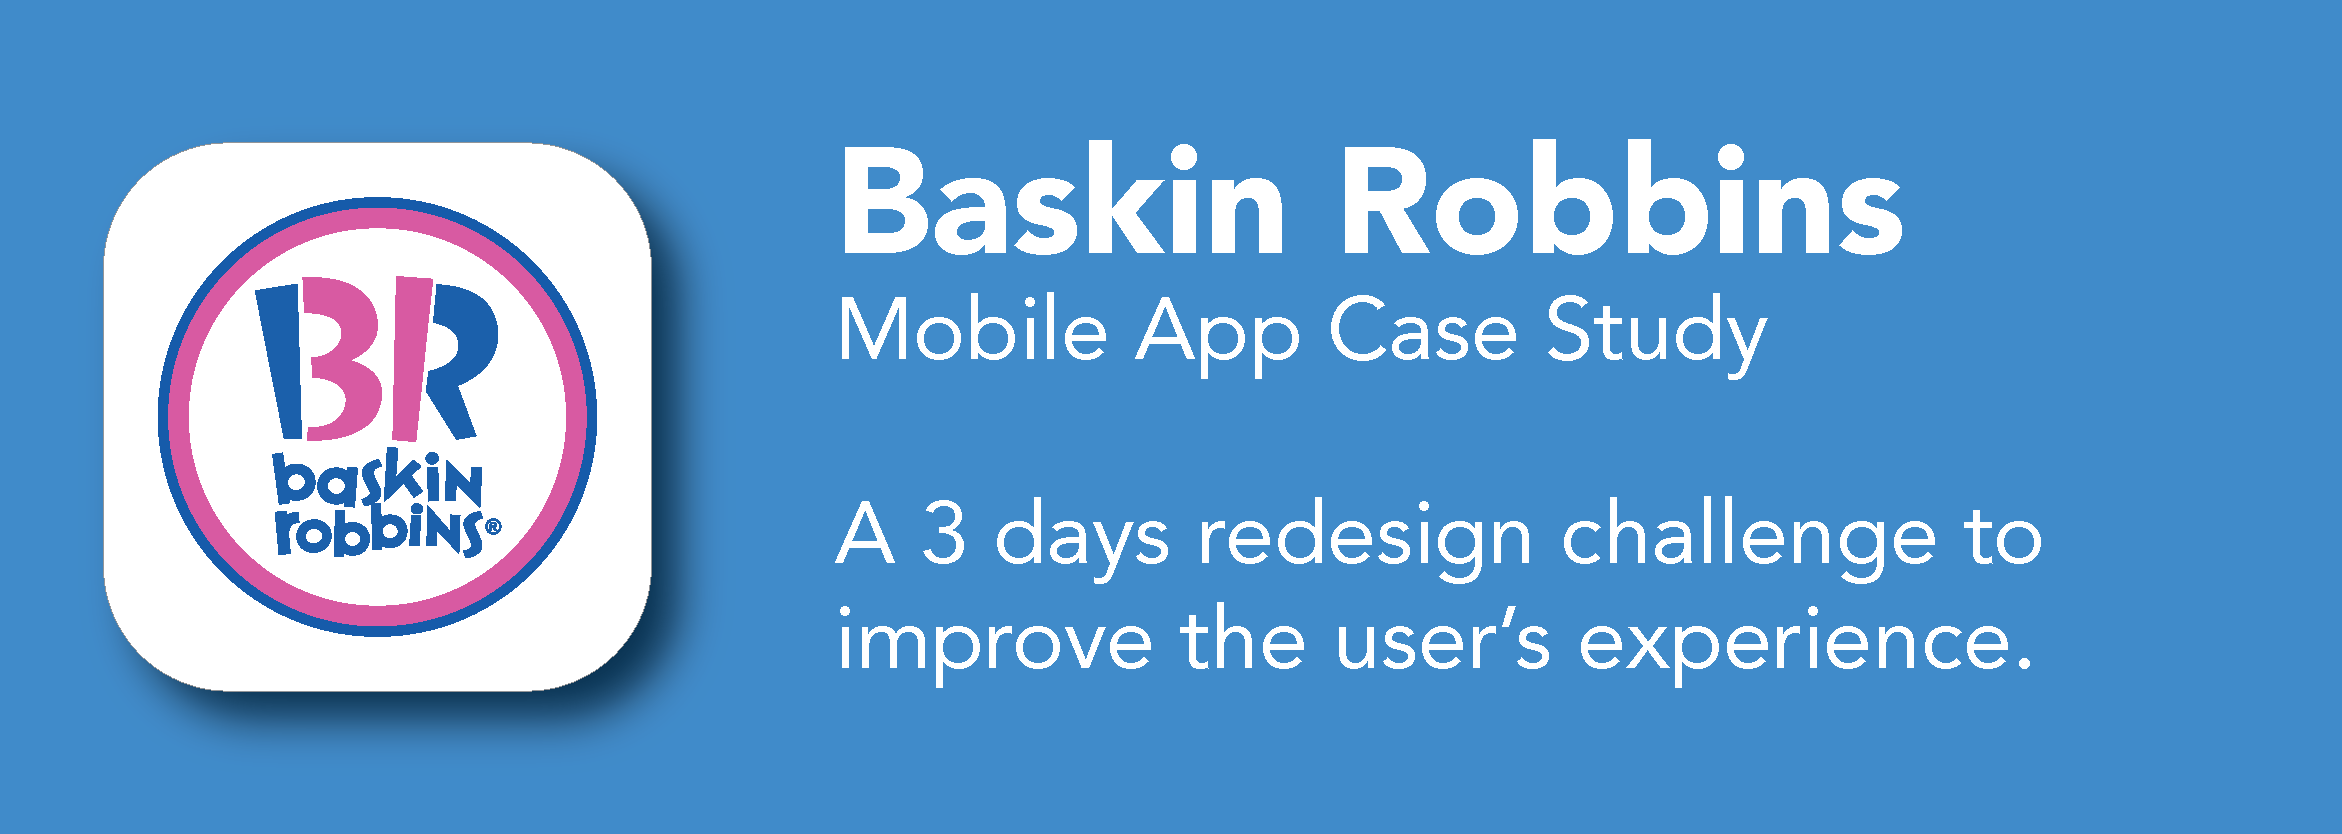 BR
baskin
robbins®
Baskin Robbins
Mobile App Case Study
A 3 days redesign challenge to
improve the user’s experience.